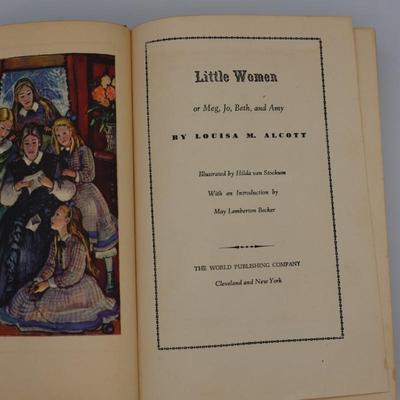 Little Women
or Meg, Jo, Beth, and Amy
BY LOUISA M. ALCOTT
Illustrated by Hilda van Stockum
With an Introduction by
May Lamberton Becker
THE WORLD PUBLISHING COMPANY
Cleveland and New York